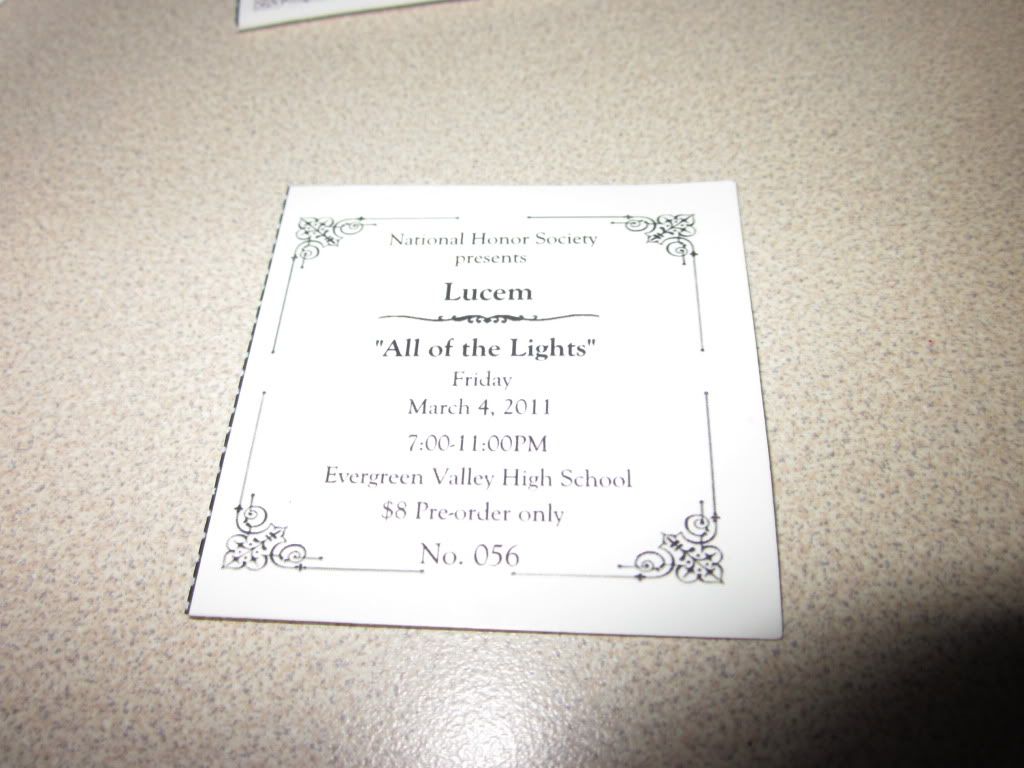 National Honor Society
presents
Lucem
"All of the Lights"
Friday
March 4, 2011
7:00-11:00PM
Evergreen Valley High School
$8 Pre-order only
No. 056